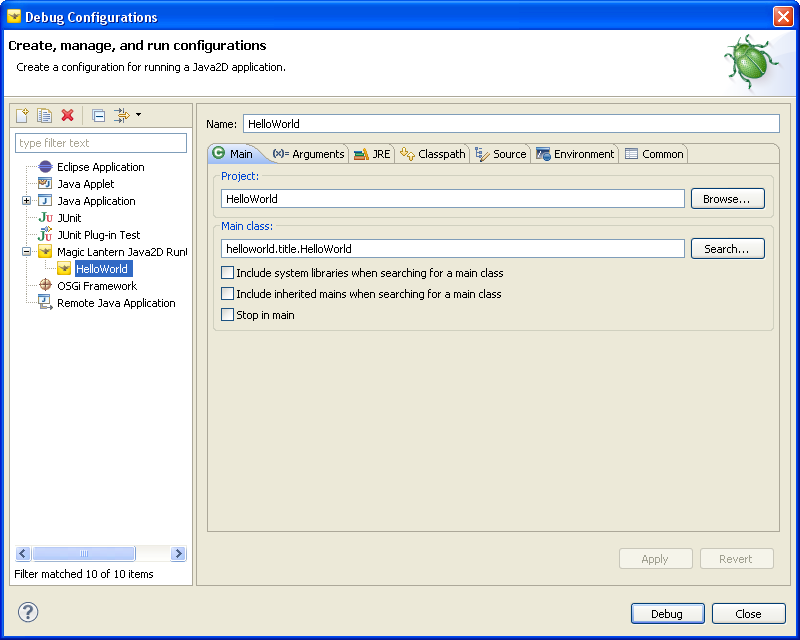 Debug Configurations
Create, manage, and run configurations
Create a configuration for running a Java2D application.
type filter text
Eclipse Application
Java Applet
Java Application
JUnit
JUnit Plug-in Test
Magic Lantern Java2D Run
HelloWorld
OSGi Framework
Remote Java Application
Filter matched 10 of 10 items
Name: HelloWorld
Main (x)= Arguments JRE Classpath Source Environment Common
Project:
HelloWorld Browse...
Main class:
helloworld.title.HelloWorld Search...
Include system libraries when searching for a main class
Include inherited mains when searching for a main class
Stop in main
Apply Revert
? Debug Close